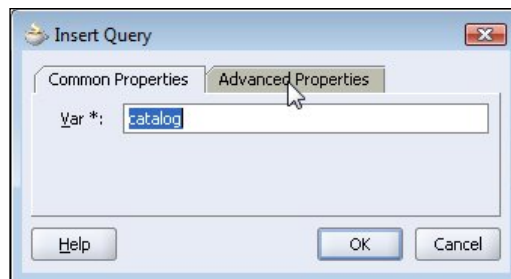 Insert Query
Common Properties Advanced Properties
Var *: catalog
Help OK Cancel